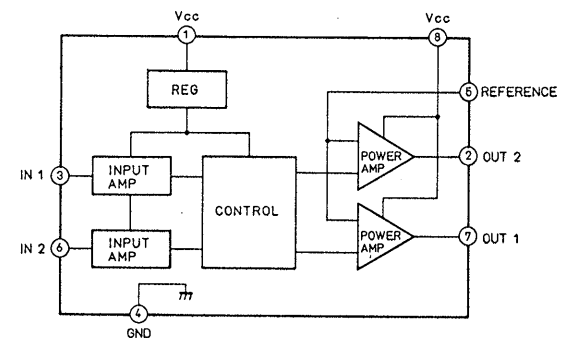 Vcc
Vcc
1
8
REG
5 REFERENCE
IN 1 3
INPUT
AMP
CONTROL
POWER
AMP
2 OUT 2
IN 2 6
INPUT
AMP
POWER
AMP
7 OUT 1
4
GND